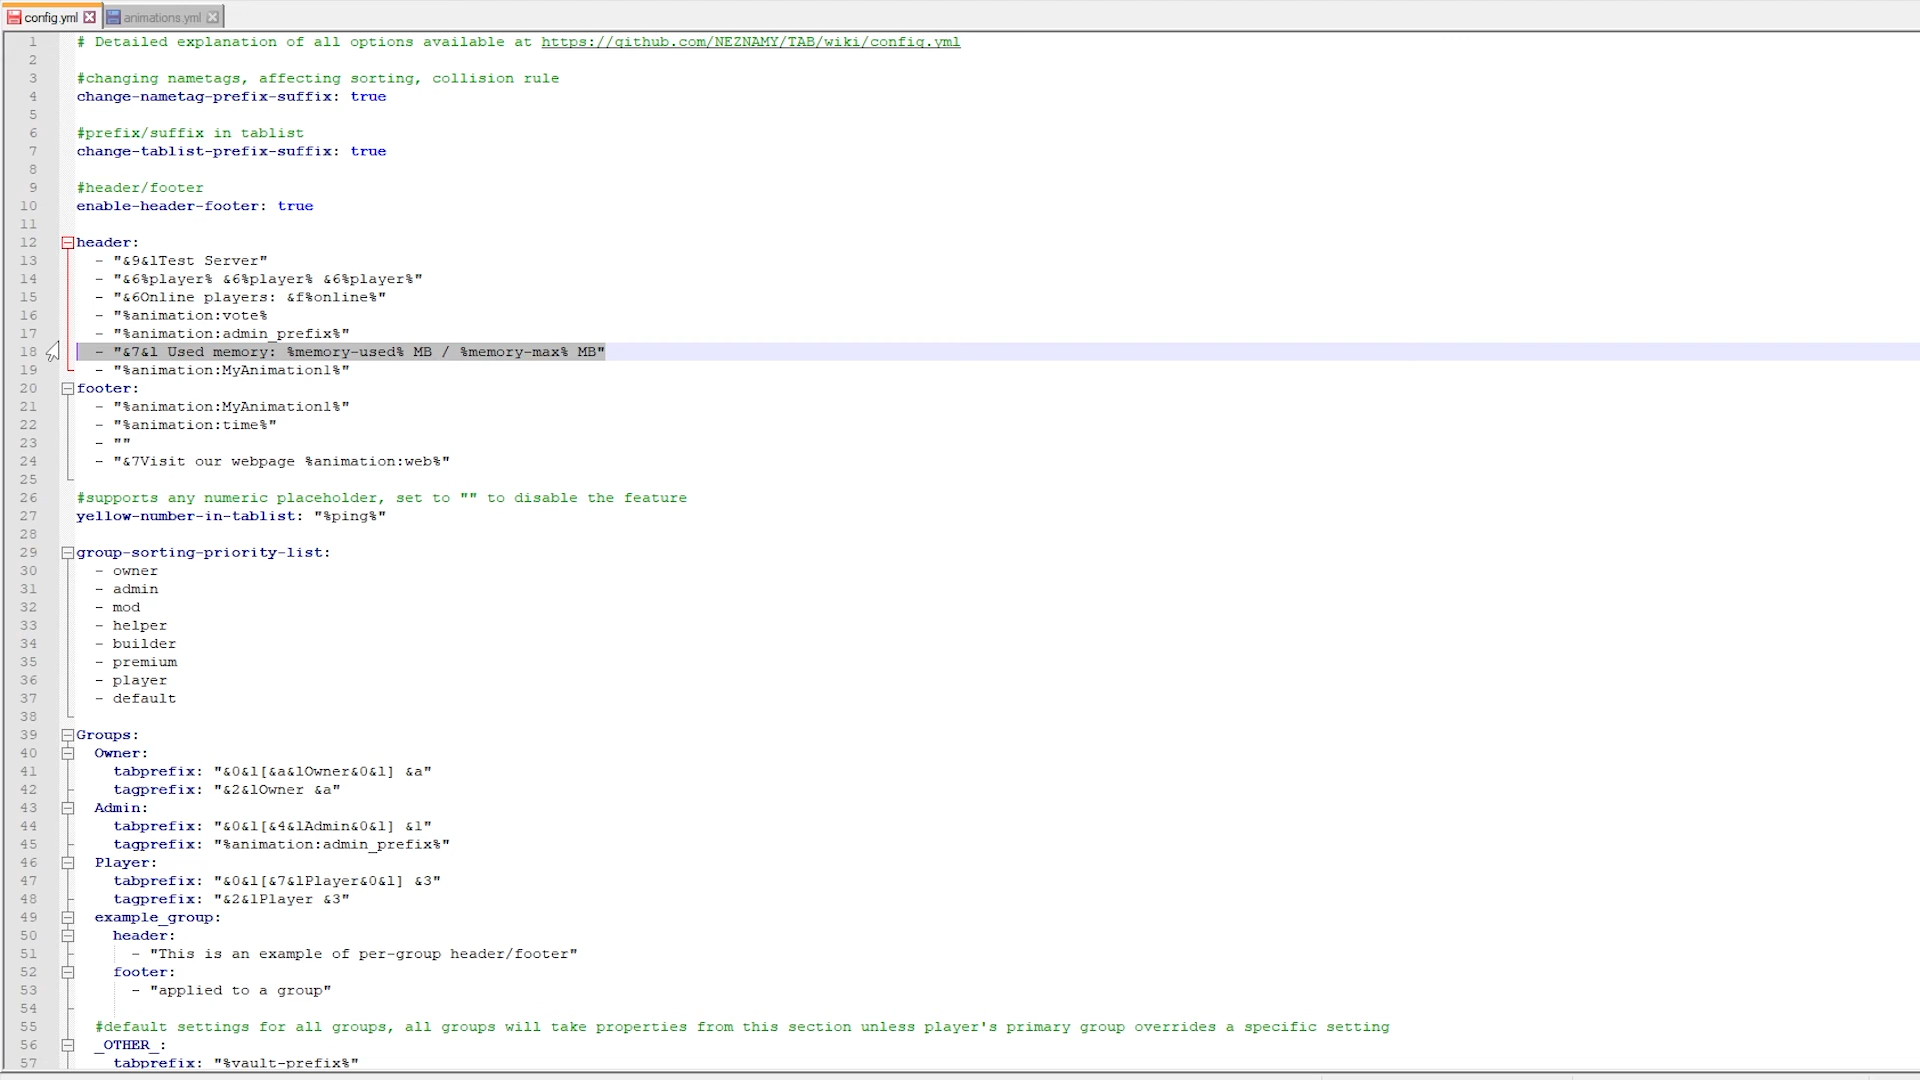 config.yml
animations.yml
1 # Detailed explanation of all options available at https://github.com/NEZNAMY/TAB/wiki/config.yml
2
3 #changing nametags, affecting sorting, collision rule
4 change-nametag-prefix-suffix: true
5
6 #prefix/suffix in tablist
7 change-tablist-prefix-suffix: true
8
9 #header/footer
10 enable-header-footer: true
11
12 header:
13 - "&9&lTest Server"
14 - "&6%player% &6%player% &6%player%"
15 - "&6Online players: &f%online%"
16 - "%animation:vote%
17 - "%animation:admin_prefix%"
18 - "&7&l Used memory: %memory-used% MB / %memory-max% MB"
19 - "%animation:MyAnimation1%"
20 footer:
21 - "%animation:MyAnimation1%"
22 - "%animation:time%"
23 - ""
24 - "&7Visit our webpage %animation:web%"
25
26 #supports any numeric placeholder, set to "" to disable the feature
27 yellow-number-in-tablist: "%ping%"
28
29 group-sorting-priority-list:
30 - owner
31 - admin
32 - mod
33 - helper
34 - builder
35 - premium
36 - player
37 - default
38
39 Groups:
40 Owner:
41 tabprefix: "&0&l[&a&lOwner&0&l] &a"
42 tagprefix: "&2&lOwner &a"
43 Admin:
44 tabprefix: "&0&l[&4&lAdmin&0&l] &l"
45 tagprefix: "%animation:admin_prefix%"
46 Player:
47 tabprefix: "&0&l[&7&lPlayer&0&l] &3"
48 tagprefix: "&2&lPlayer &3"
49 example_group:
50 header:
51 - "This is an example of per-group header/footer"
52 footer:
53 - "applied to a group"
54
55 #default settings for all groups, all groups will take properties from this section unless player's primary group overrides a specific setting
56 _OTHER_:
57 tabprefix: "%vault-prefix%"